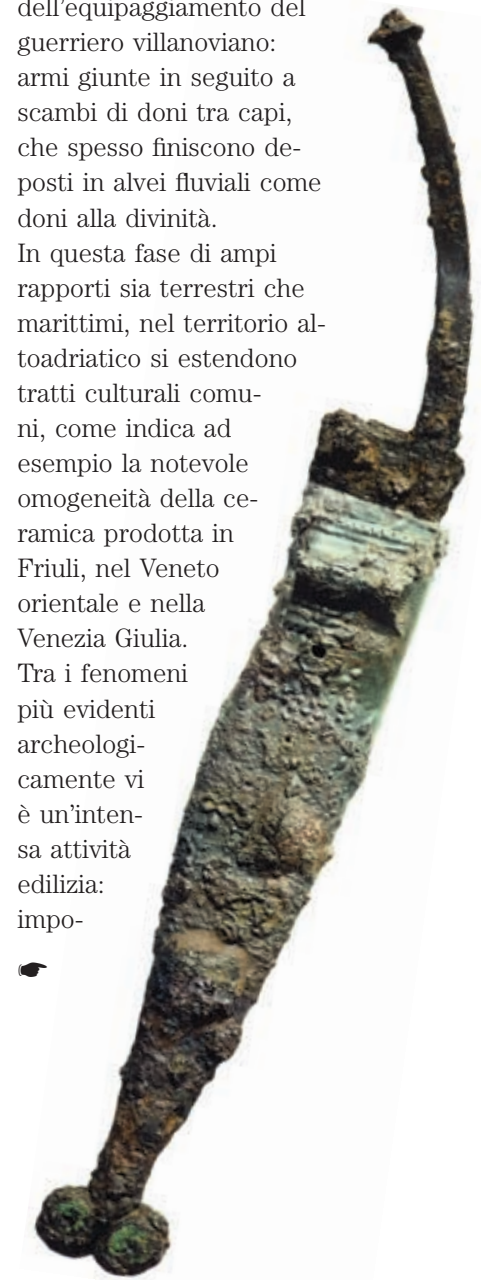 dell'equipaggiamento del
guerriero villanoviano:
armi giunte in seguito a
scambi di doni tra capi,
che spesso finiscono de-
posti in alvei fluviali come
doni alla divinità.
In questa fase di ampi
rapporti sia terrestri che
marittimi, nel territorio al-
toadriatico si estendono
tratti culturali comu-
ni, come indica ad
esempio la notevole
omogeneità della ce-
ramica prodotta in
Friuli, nel Veneto
orientale e nella
Venezia Giulia.
Tra i fenomeni
più evidenti
archeologi-
camente vi
è un'inten-
sa attività
edilizia:
impo-